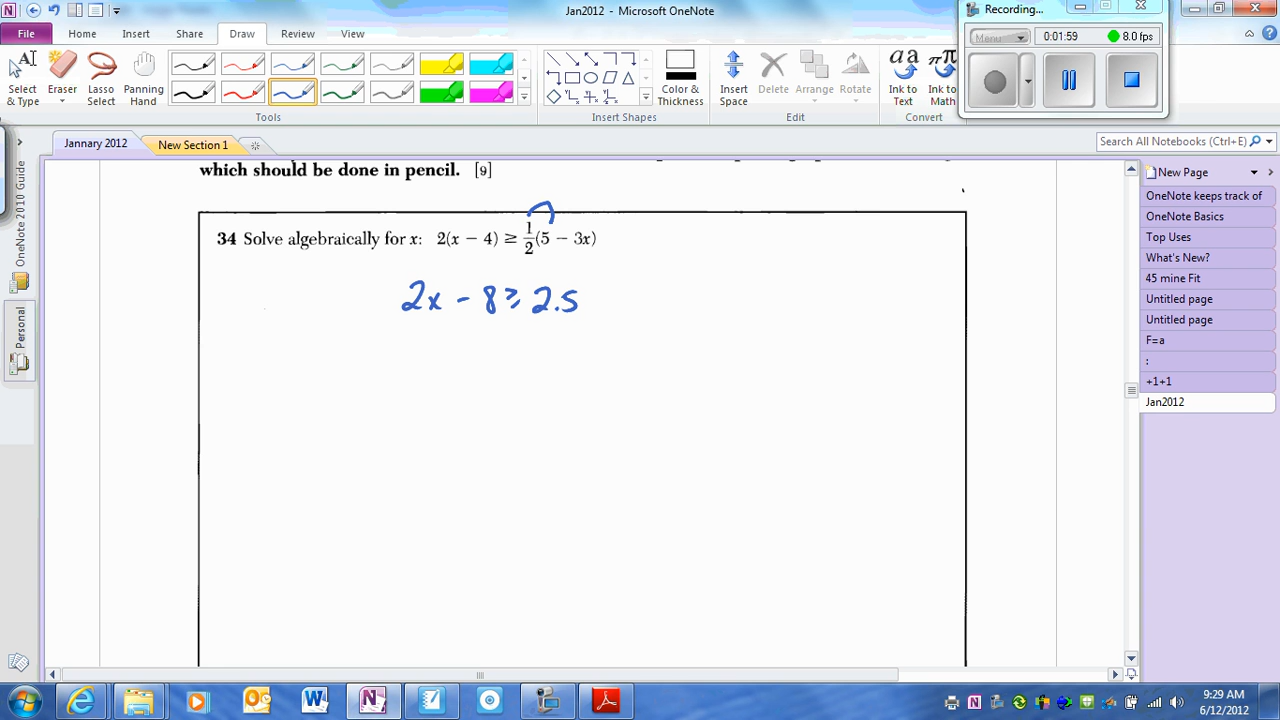 Jan2012 - Microsoft OneNote
Recording...
File Home Insert Share Draw Review View
Menu 0:01:59 8.0 fps
Select & Type
Eraser
Lasso Select
Panning Hand
Color & Thickness
Insert Space
Delete
Arrange
Rotate
Ink to Text
Ink to Math
Tools Insert Shapes Edit Convert
Jannary 2012 New Section 1
Search All Notebooks (Ctrl+E)
OneNote 2010 Guide
Personal
which should be done in pencil. [9]
34 Solve algebraically for x: 2(x − 4) ≥ 1/2(5 − 3x)
2x - 8 ≥ 2.5
New Page
OneNote keeps track of
OneNote Basics
Top Uses
What's New?
45 mine Fit
Untitled page
Untitled page
F=a
:
+1+1
Jan2012
9:29 AM
6/12/2012